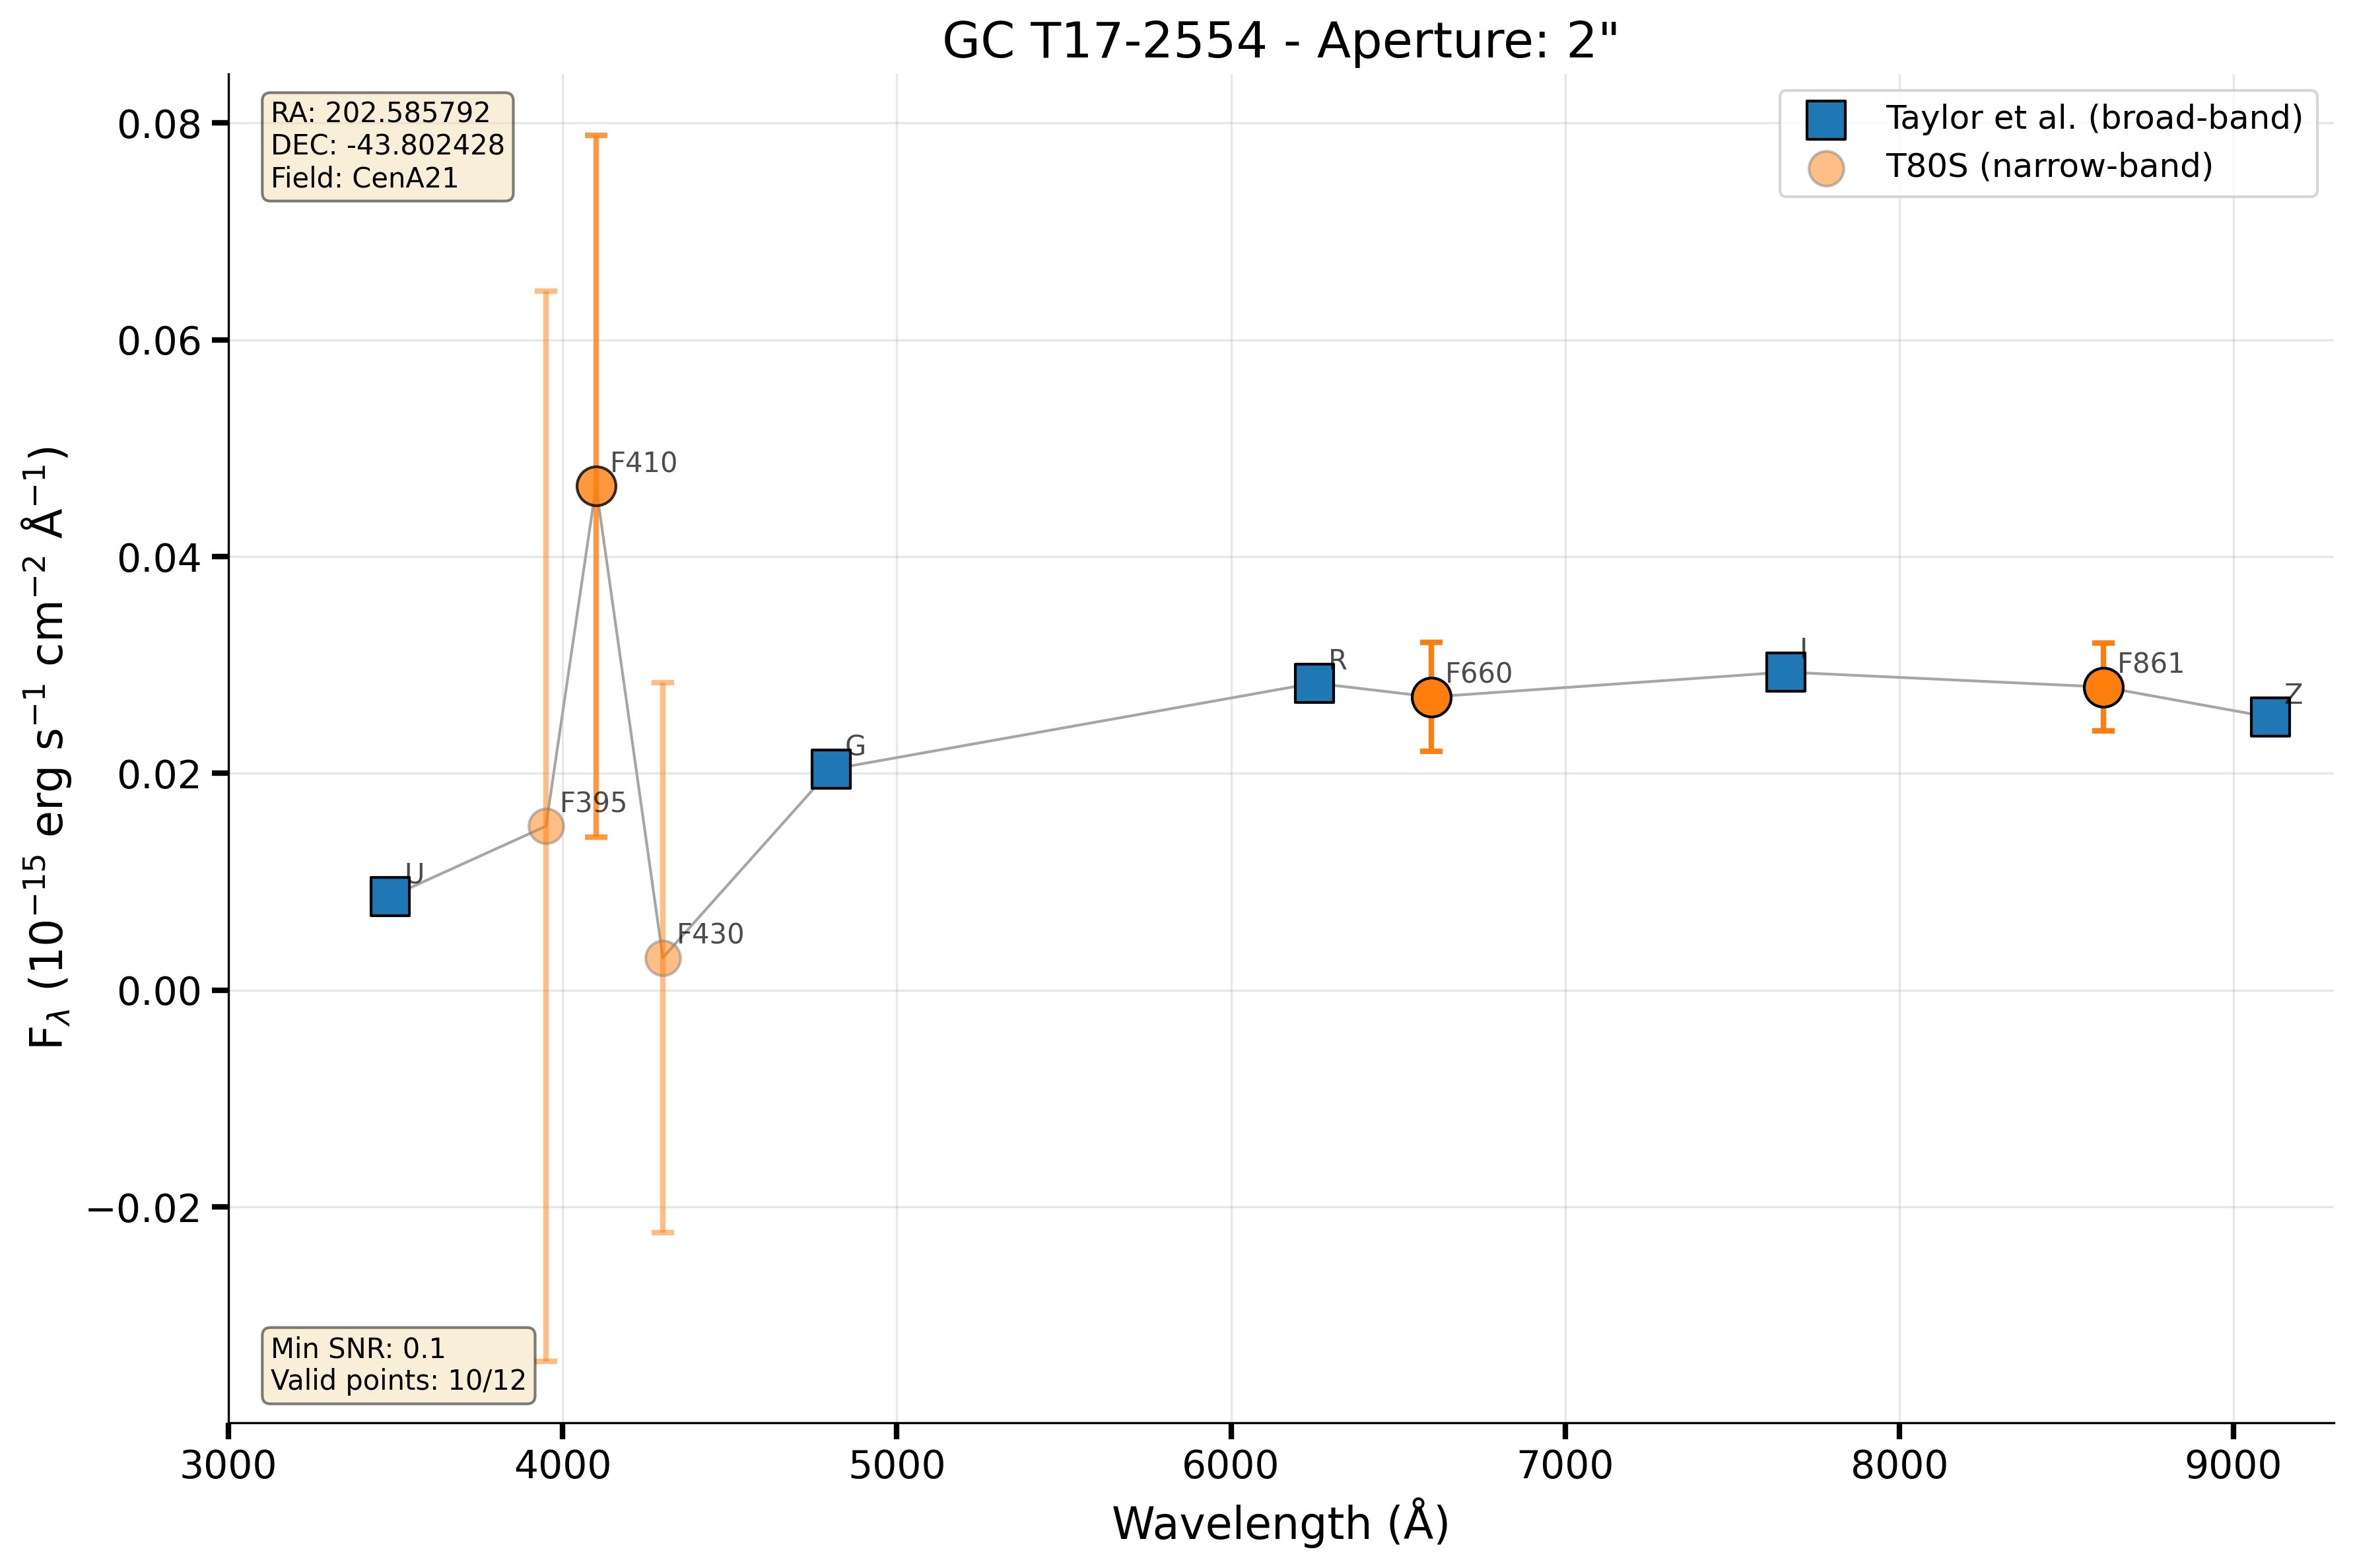 GC T17-2554 - Aperture: 2"
RA: 202.585792
DEC: -43.802428
Field: CenA21
Taylor et al. (broad-band)
T80S (narrow-band)
0.08
0.06
0.04
0.02
0.00
−0.02
F410
F395
U
F430
G
R
F660
I
F861
Z
Min SNR: 0.1
Valid points: 10/12
3000 4000 5000 6000 7000 8000 9000
Wavelength (Å)
Fλ (10⁻¹⁵ erg s⁻¹ cm⁻² Å⁻¹)